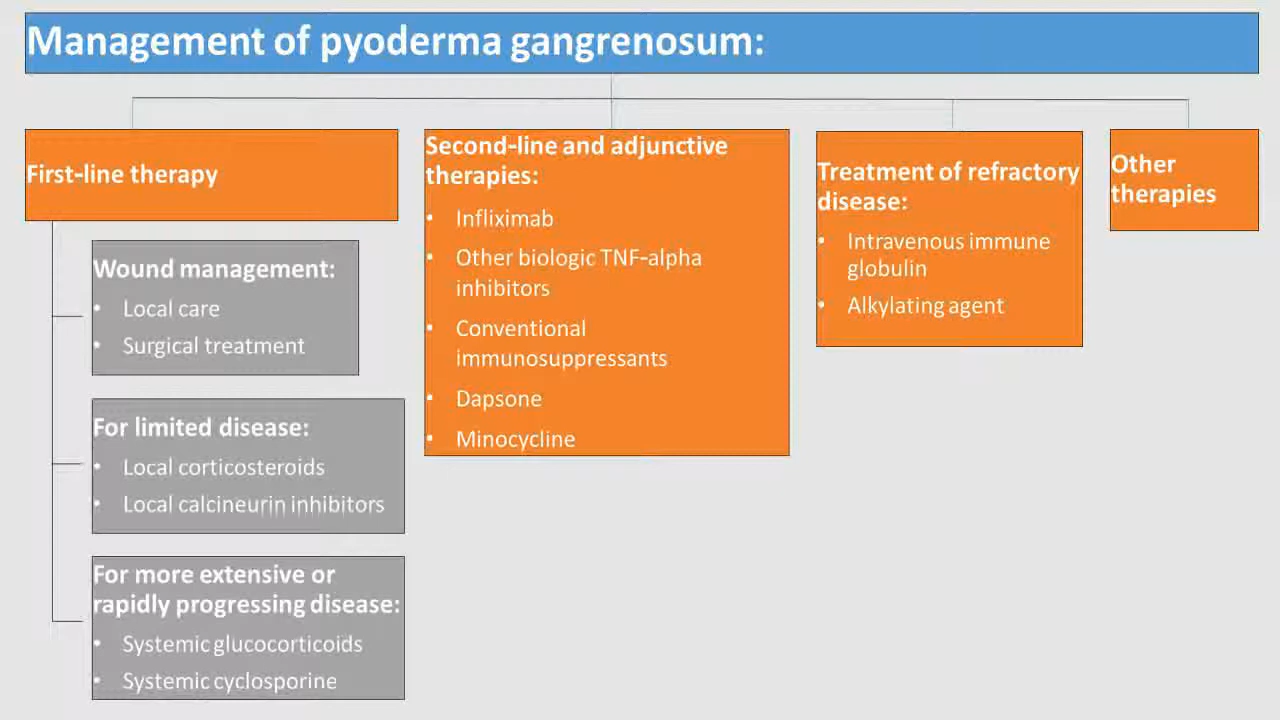 Management of pyoderma gangrenosum:
First-line therapy
Wound management:
• Local care
• Surgical treatment
For limited disease:
• Local corticosteroids
• Local calcineurin inhibitors
For more extensive or
rapidly progressing disease:
• Systemic glucocorticoids
• Systemic cyclosporine
Second-line and adjunctive
therapies:
• Infliximab
• Other biologic TNF-alpha
inhibitors
• Conventional
immunosuppressants
• Dapsone
• Minocycline
Treatment of refractory
disease:
• Intravenous immune
globulin
• Alkylating agent
Other
therapies